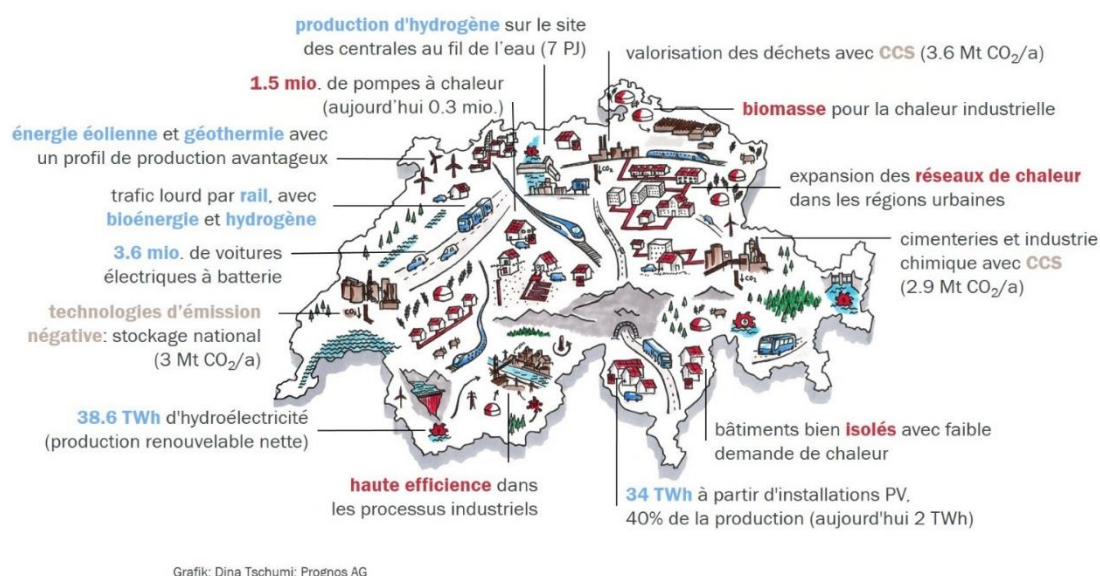 production d'hydrogène sur le site
des centrales au fil de l'eau (7 PJ)
valorisation des déchets avec CCS (3.6 Mt CO₂/a)
1.5 mio. de pompes à chaleur
(aujourd'hui 0.3 mio.)
biomasse pour la chaleur industrielle
énergie éolienne et géothermie avec
un profil de production avantageux
expansion des réseaux de chaleur
dans les régions urbaines
trafic lourd par rail, avec
bioénergie et hydrogène
3.6 mio. de voitures
électriques à batterie
cimenteries et industrie
chimique avec CCS
(2.9 Mt CO₂/a)
technologies d'émission
négative: stockage national
(3 Mt CO₂/a)
CO₂
CO₂
CO₂
38.6 TWh d'hydroélectricité
(production renouvelable nette)
bâtiments bien isolés avec faible
demande de chaleur
haute efficience dans
les processus industriels
34 TWh à partir d'installations PV,
40% de la production (aujourd'hui 2 TWh)
Grafik: Dina Tschumi; Prognos AG